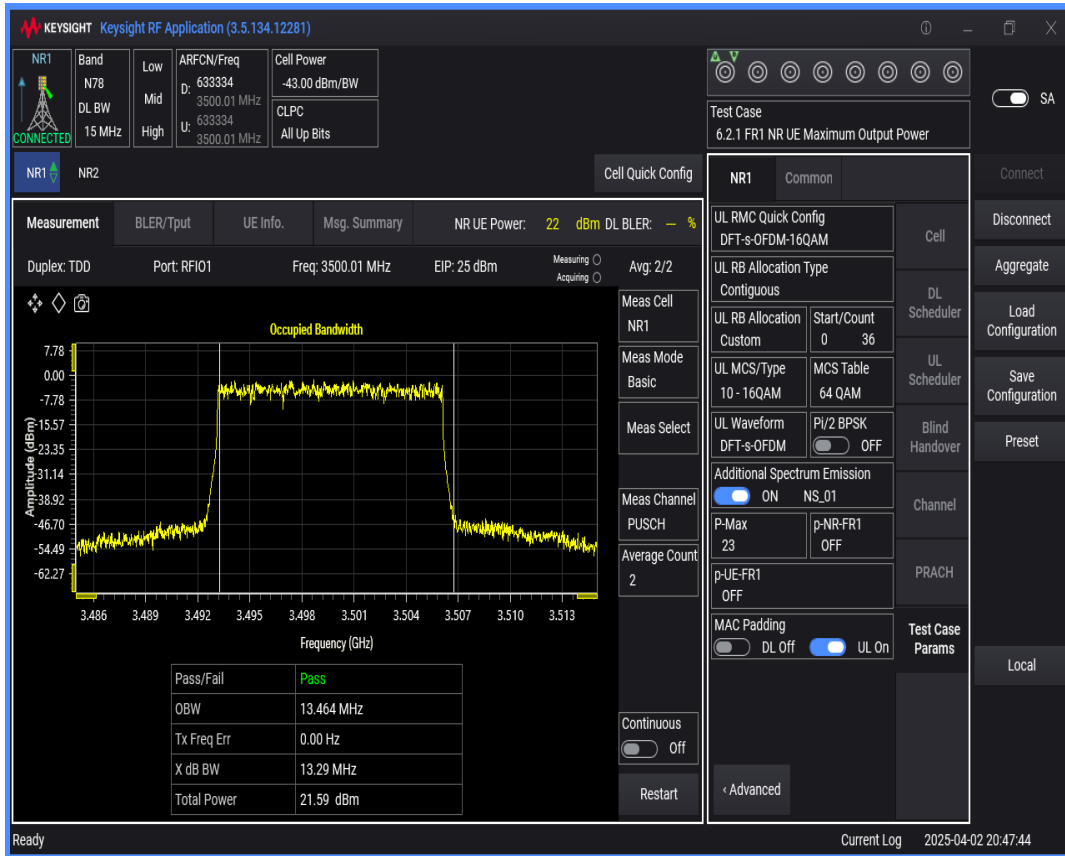 KEYSIGHT Keysight RF Application (3.5.134.12281)
NR1
CONNECTED
Band
N78
DL BW
15 MHz
Low
Mid
High
ARFCN/Freq
D: 633334
3500.01 MHz
U: 633334
3500.01 MHz
Cell Power
-43.00 dBm/BW
CLPC
All Up Bits
Test Case
6.2.1 FR1 NR UE Maximum Output Power
SA
NR1 NR2 Cell Quick Config
Measurement BLER/Tput UE Info. Msg. Summary NR UE Power: 22 dBm DL BLER: — %
Duplex: TDD Port: RFIO1 Freq: 3500.01 MHz EIP: 25 dBm Measuring Acquiring Avg: 2/2
Occupied Bandwidth
7.78
0.00
-7.78
-15.57
-23.35
-31.14
-38.92
-46.70
-54.49
-62.27
Amplitude (dBm)
3.486 3.489 3.492 3.495 3.498 3.501 3.504 3.507 3.510 3.513
Frequency (GHz)
Pass/Fail Pass
OBW 13.464 MHz
Tx Freq Err 0.00 Hz
X dB BW 13.29 MHz
Total Power 21.59 dBm
Meas Cell
NR1
Meas Mode
Basic
Meas Select
Meas Channel
PUSCH
Average Count
2
Continuous
Off
Restart
NR1 Common
UL RMC Quick Config
DFT-s-OFDM-16QAM
UL RB Allocation Type
Contiguous
UL RB Allocation
Custom
Start/Count
0 36
UL MCS/Type
10 - 16QAM
MCS Table
64 QAM
UL Waveform
DFT-s-OFDM
Pi/2 BPSK
OFF
Additional Spectrum Emission
ON NS_01
P-Max
23
p-NR-FR1
OFF
p-UE-FR1
OFF
MAC Padding
DL Off UL On
‹ Advanced
Cell
DL
Scheduler
UL
Scheduler
Blind
Handover
Channel
PRACH
Test Case
Params
Connect
Disconnect
Aggregate
Load
Configuration
Save
Configuration
Preset
Local
Ready Current Log 2025-04-02 20:47:44